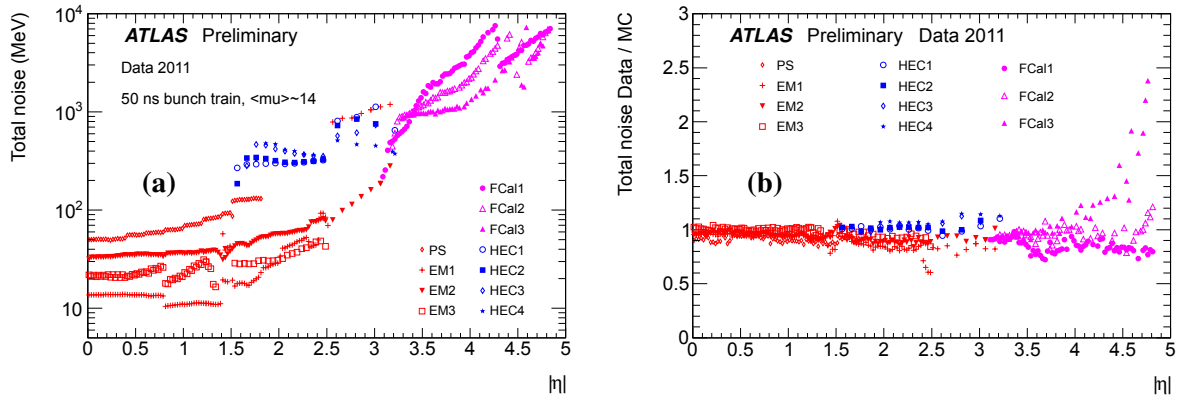 ATLAS Preliminary
Data 2011
50 ns bunch train, <mu>~14
(a)
Total noise (MeV)
10⁴
10³
10²
10
0 0.5 1 1.5 2 2.5 3 3.5 4 4.5 5
|η|
FCal1
FCal2
FCal3
PS HEC1
EM1 HEC2
EM2 HEC3
EM3 HEC4
ATLAS Preliminary Data 2011
PS HEC1 FCal1
EM1 HEC2
EM2 HEC3 FCal2
EM3 HEC4 FCal3
(b)
Total noise Data / MC
3
2.5
2
1.5
1
0.5
0
0 0.5 1 1.5 2 2.5 3 3.5 4 4.5 5
|η|